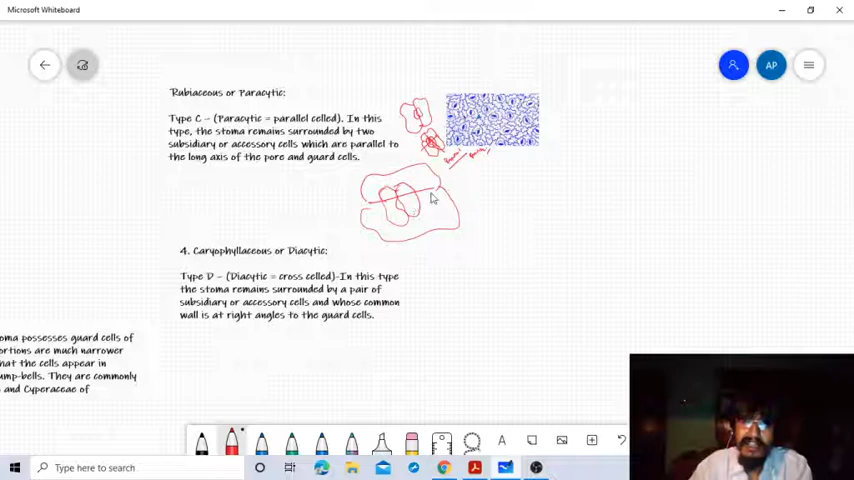 Microsoft Whiteboard
AP
Rubiaceous or Paracytic:
Type C – (Paracytic = parallel celled). In this
type, the stoma remains surrounded by two
subsidiary or accessory cells which are parallel to
the long axis of the pore and guard cells.
4. Caryophyllaceous or Diacytic:
Type D – (Diacytic = cross celled)-In this type
the stoma remains surrounded by a pair of
subsidiary or accessory cells and whose common
wall is at right angles to the guard cells.
oma possesses guard cells of
ortions are much narrower
hat the cells appear in
ump-bells. They are commonly
and Cyperaceae of
A
Type here to search